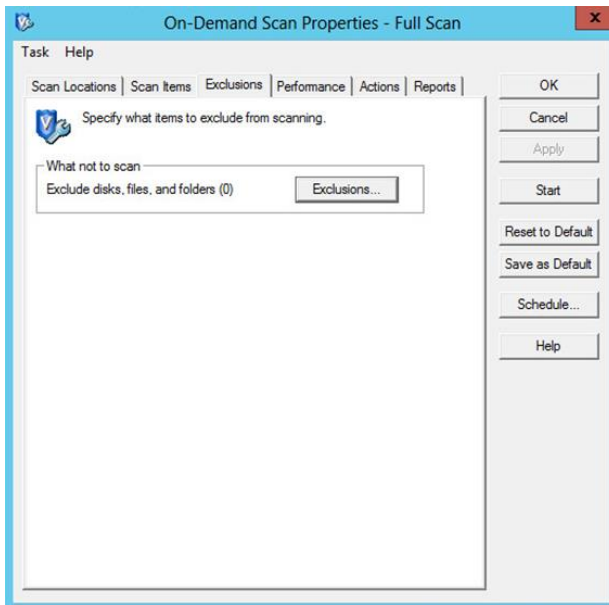 On-Demand Scan Properties - Full Scan
x
Task Help
Scan Locations Scan Items Exclusions Performance Actions Reports
Specify what items to exclude from scanning.
What not to scan
Exclude disks, files, and folders (0) Exclusions...
OK
Cancel
Apply
Start
Reset to Default
Save as Default
Schedule...
Help